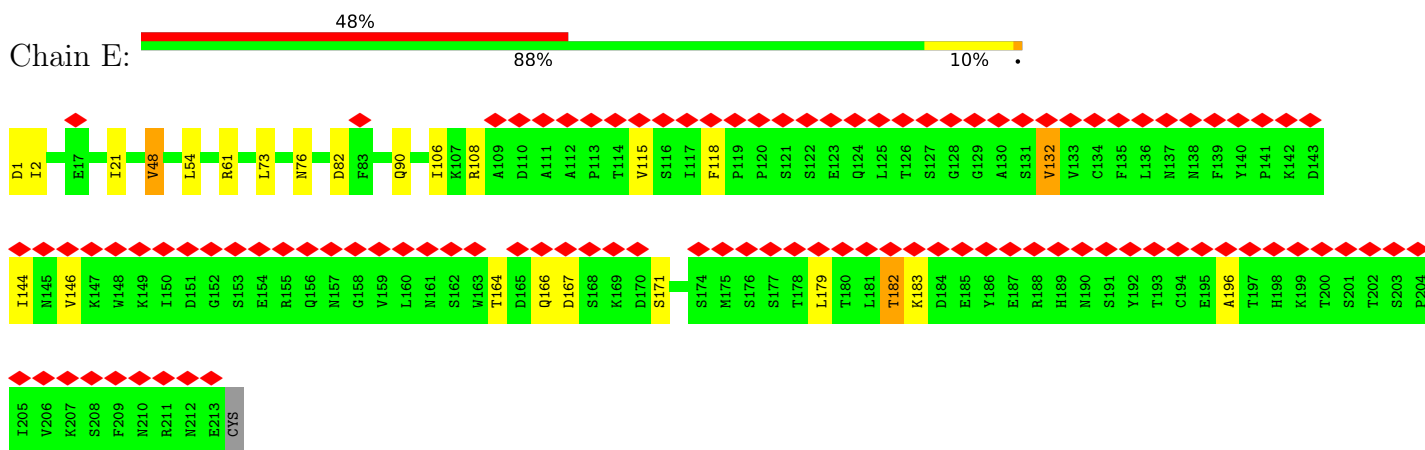 48%
Chain E:
88% 10% •
D1 I2 E17 I21 V48 L54 R61 L73 N76 D82 F83 Q90 I106 K107 R108 A109 D110 A111 A112 P113 T114 V115 S116 I117 F118 P119 P120 S121 S122 E123 Q124 L125 T126 S127 G128 G129 A130 S131 V132 V133 C134 F135 L136 N137 N138 F139 Y140 P141 K142 D143
I144 N145 V146 K147 W148 K149 I150 D151 G152 S153 E154 R155 Q156 N157 G158 V159 L160 N161 S162 W163 T164 D165 Q166 D167 S168 K169 D170 S171 S174 M175 S176 S177 T178 L179 T180 L181 T182 K183 D184 E185 Y186 E187 R188 H189 N190 S191 Y192 T193 C194 E195 A196 T197 H198 K199 T200 S201 T202 S203 P204
I205 V206 K207 S208 F209 N210 R211 N212 E213 CYS